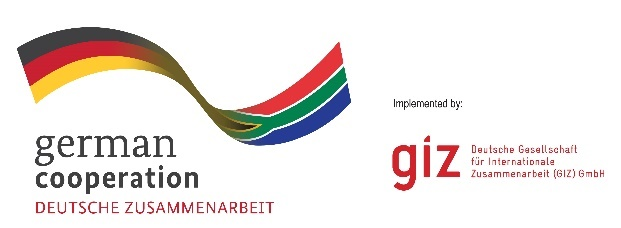 german
cooperation
DEUTSCHE ZUSAMMENARBEIT
Implemented by:
giz
Deutsche Gesellschaft
für Internationale
Zusammenarbeit (GIZ) GmbH